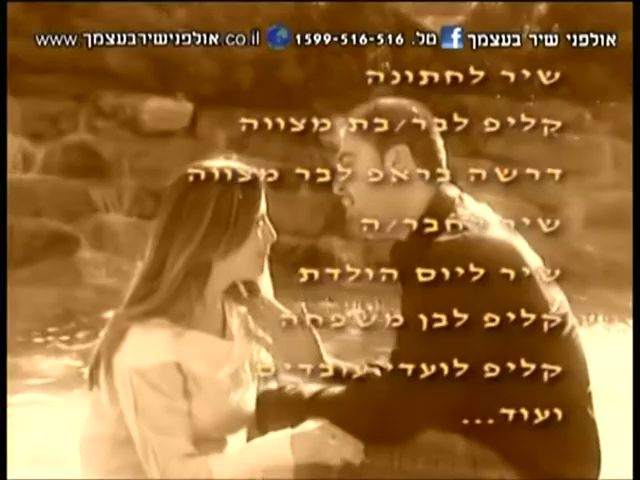 אולפני שיר בעצמך טל. 1599-516-516 www.אולפנישירבעצמך.co.il
שיר לחתונה
קליפ לבר/בת מצווה
דרשה בראפ לבר מצווה
שיר לחבר/ה
שיר ליום הולדת
קליפ לבן משפחה
קליפ לועדי עובדים
ועוד...